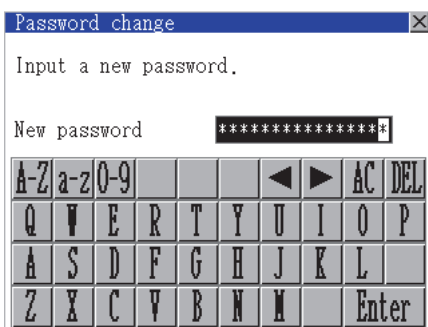 Password change ×
Input a new password.
New password ****************
A-Z a-z 0-9 ◀ ▶ AC DEL
Q W E R T Y U I O P
A S D F G H J K L
Z X C V B N M Enter